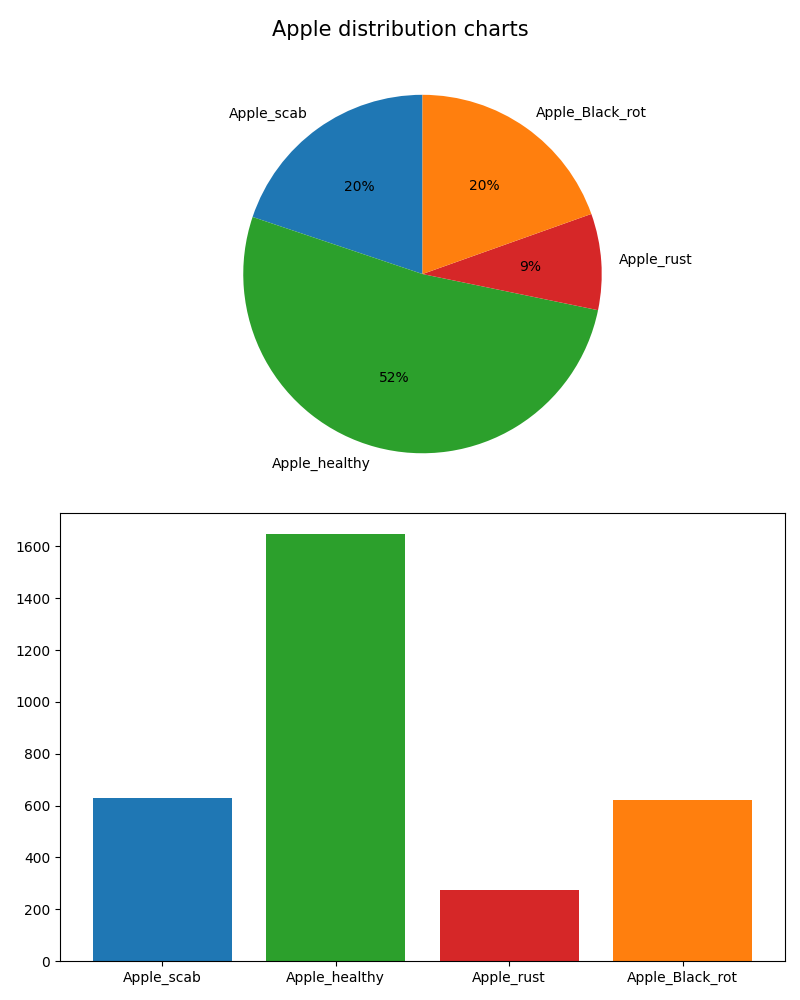 Apple distribution charts
Apple_scab
Apple_Black_rot
20%
20%
Apple_rust
9%
52%
Apple_healthy
1600
1400
1200
1000
800
600
400
200
0
Apple_scab Apple_healthy Apple_rust Apple_Black_rot